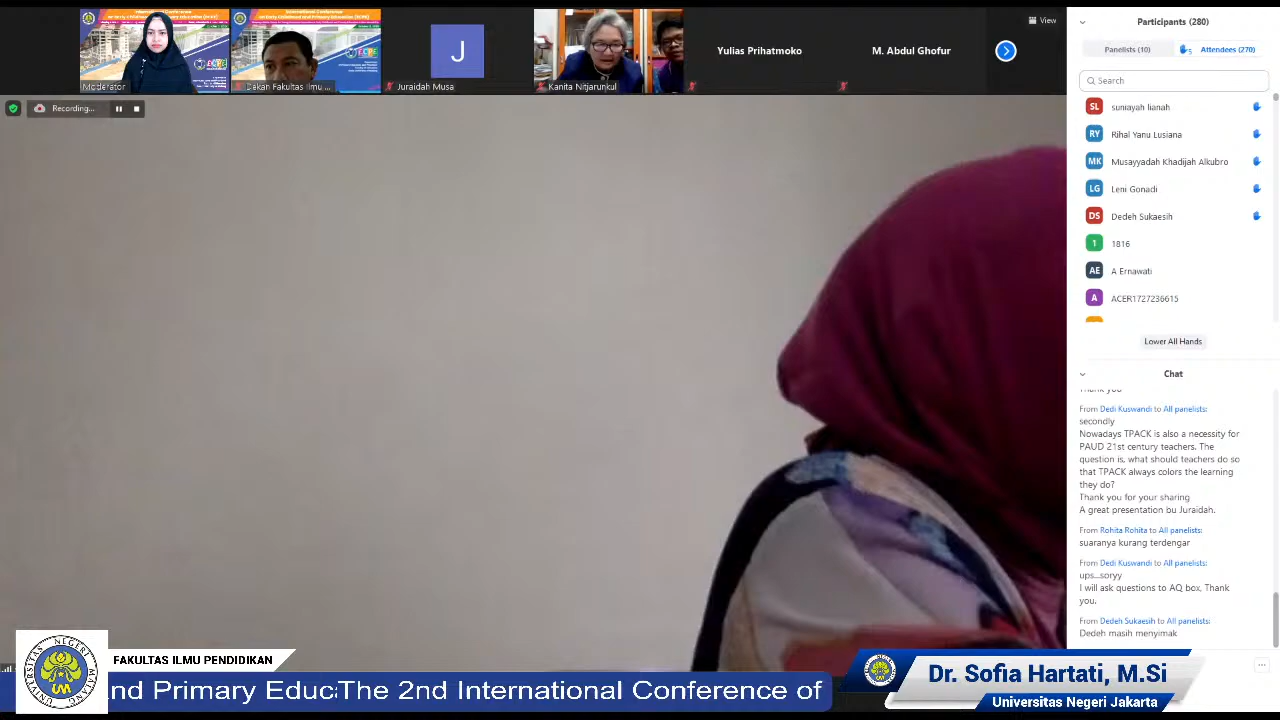 Moderator
Dekan Fakultas Ilmu ...
J
Juraidah Musa
Kanita Nitjarunkul
Yulias Prihatmoko
M. Abdul Ghofur
View
Recording...
Participants (280)
Panelists (10)
5
Attendees (270)
Search
SL suniayah lianah
RY Rihal Yanu Lusiana
MK Musayyadah Khadijah Alkubro
LG Leni Gonadi
DS Dedeh Sukaesih
1 1816
AE A Ernawati
A ACER1727236615
Lower All Hands
Chat
Thank you
From Dedi Kuswandi to All panelists:
secondly
Nowadays TPACK is also a necessity for
PAUD 21st century teachers. The
question is, what should teachers do so
that TPACK always colors the learning
they do?
Thank you for your sharing
A great presentation bu Juraidah.
From Rohita Rohita to All panelists:
suaranya kurang terdengar
From Dedi Kuswandi to All panelists:
ups...soryy
I will ask questions to AQ box, Thank
you.
From Dedeh Sukaesih to All panelists:
Dedeh masih menyimak
FAKULTAS ILMU PENDIDIKAN
and Primary Educ:The 2nd International Conference of
Dr. Sofia Hartati, M.Si
Universitas Negeri Jakarta